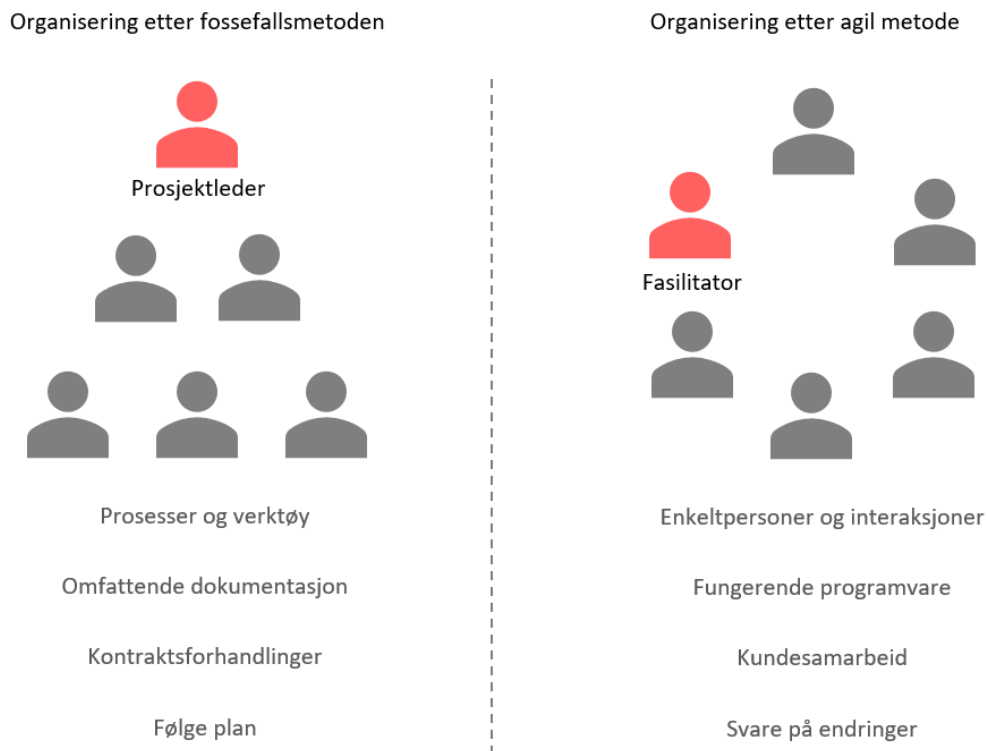 Organisering etter fossefallsmetoden
Prosjektleder
Prosesser og verktøy
Omfattende dokumentasjon
Kontraktsforhandlinger
Følge plan
Organisering etter agil metode
Fasilitator
Enkeltpersoner og interaksjoner
Fungerende programvare
Kundesamarbeid
Svare på endringer